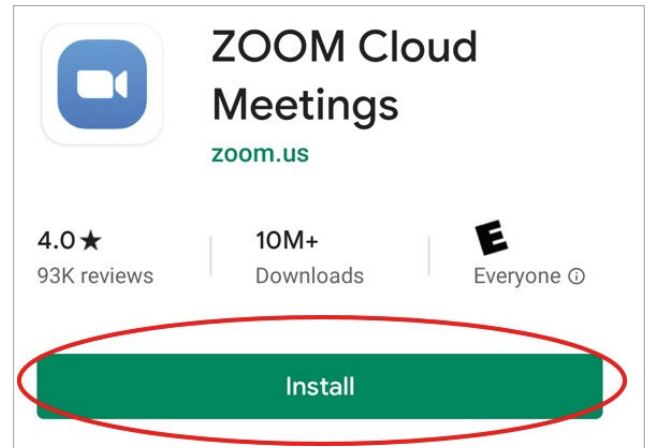 ZOOM Cloud
Meetings
zoom.us
4.0★
10M+
E
93K reviews
Downloads
Everyone
Install